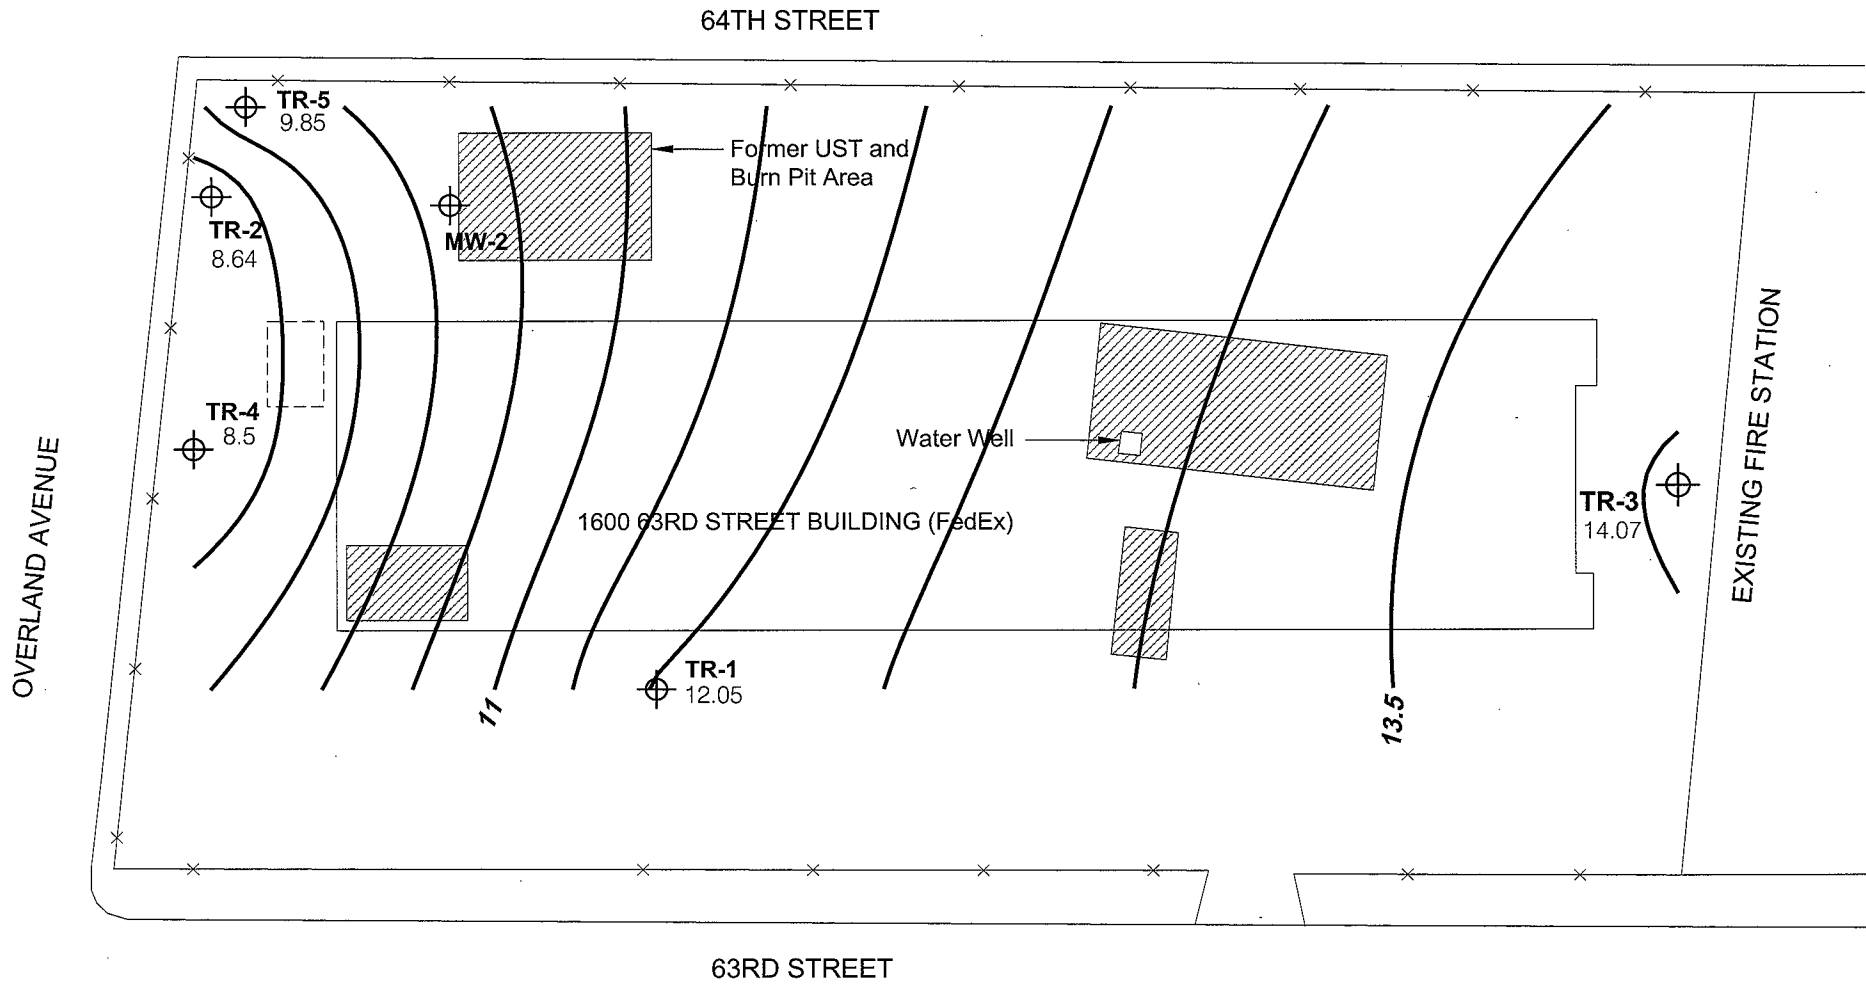 64TH STREET
TR-5
9.85
Former UST and
Burn Pit Area
TR-2
8.64
MW-2
TR-4
8.5
Water Well
OVERLAND AVENUE
EXISTING FIRE STATION
1600 63RD STREET BUILDING (FedEx)
TR-3
14.07
TR-1
12.05
11
13.5
63RD STREET